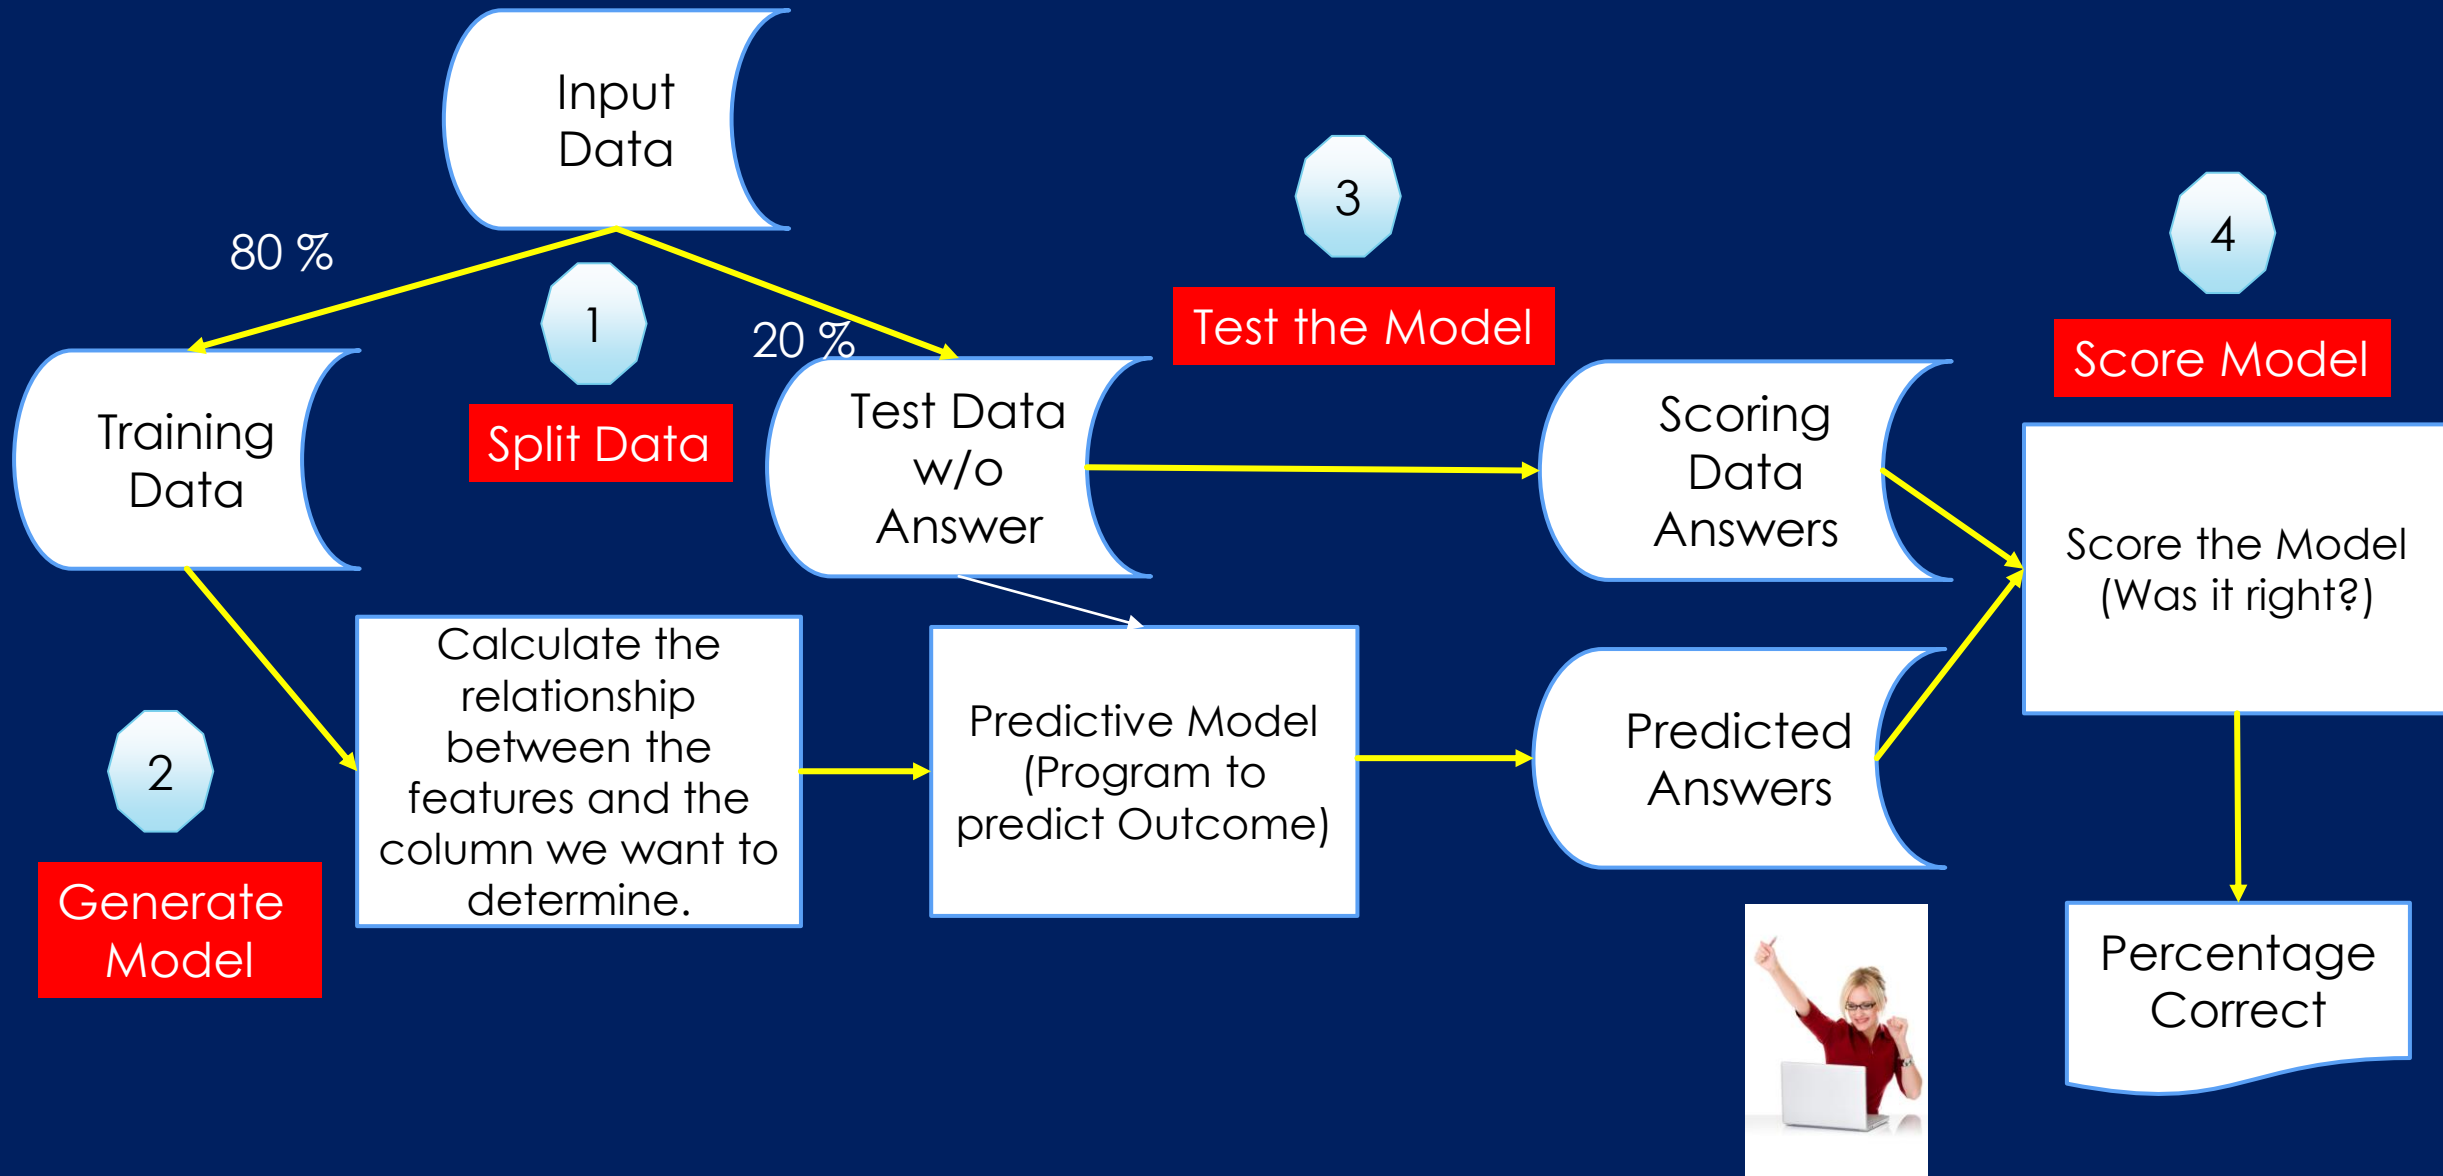 Input
Data
80 %
1
20 %
Split Data
3
Test the Model
4
Score Model
Training
Data
Test Data
w/o
Answer
Scoring
Data
Answers
Score the Model
(Was it right?)
2
Generate
Model
Calculate the
relationship
between the
features and the
column we want to
determine.
Predictive Model
(Program to
predict Outcome)
Predicted
Answers
Percentage
Correct